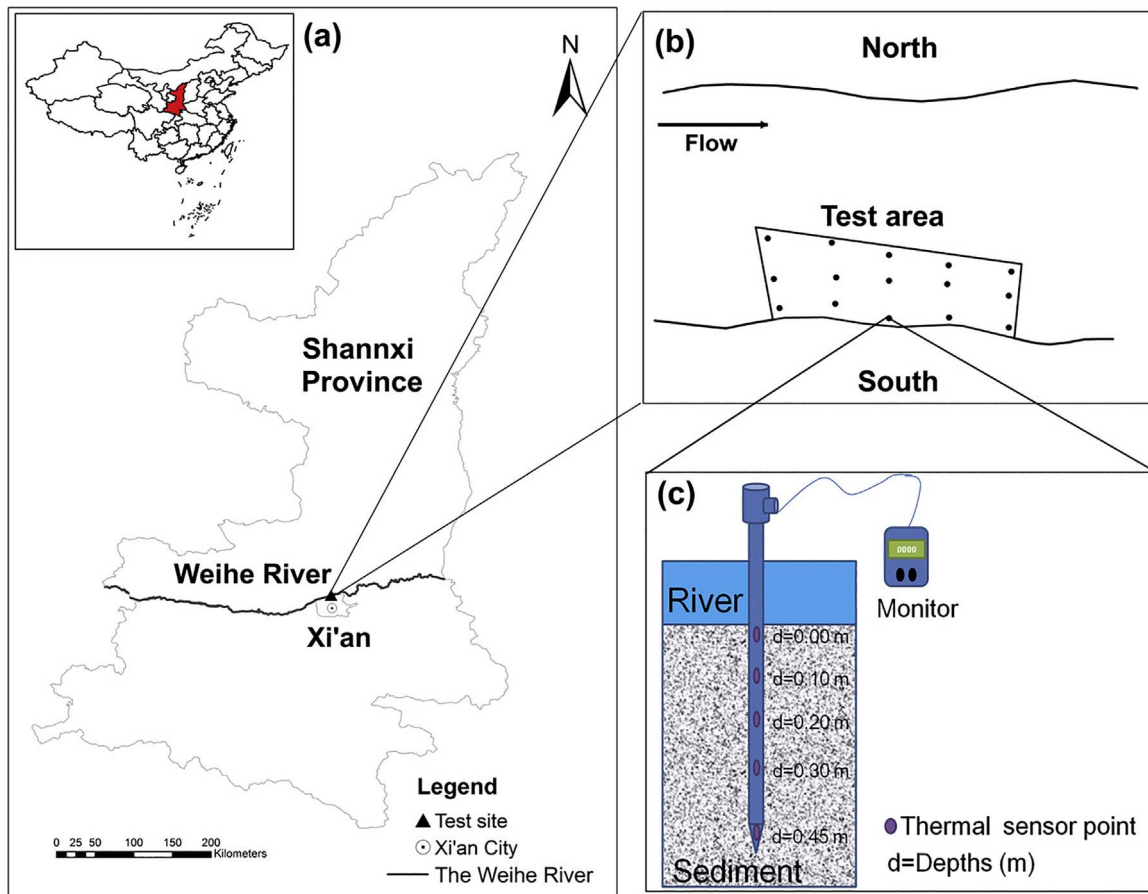 (a)
N
Shannxi
Province
Weihe River
Xi'an
Legend
Test site
Xi'an City
The Weihe River
0 25 50 100 150 200
Kilometers
(b)
North
Flow
Test area
South
(c)
0000
Monitor
River
d=0.00 m
d=0.10 m
d=0.20 m
d=0.30 m
d=0.45 m
Sediment
Thermal sensor point
d=Depths (m)